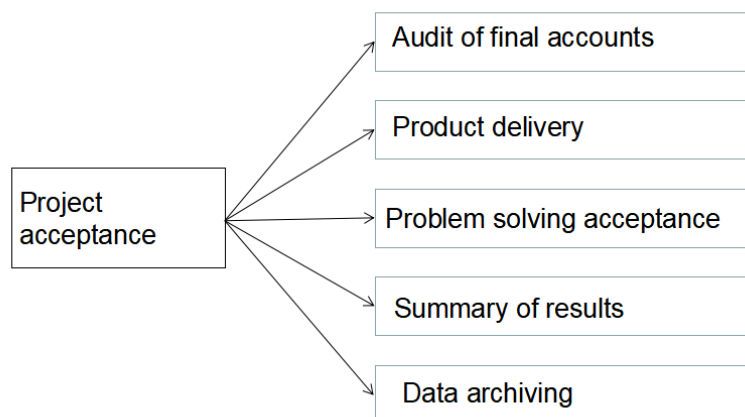 Audit of final accounts
Product delivery
Project
acceptance
Problem solving acceptance
Summary of results
Data archiving